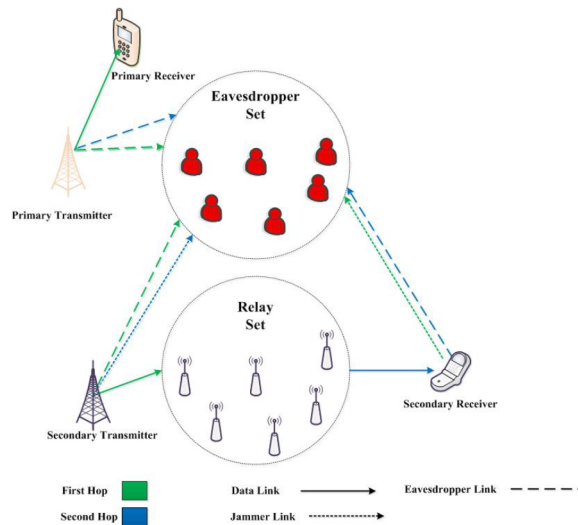 Primary Receiver
Eavesdropper
Set
Primary Transmitter
Relay
Set
Secondary Transmitter
Secondary Receiver
First Hop
Data Link
Eavesdropper Link
Second Hop
Jammer Link